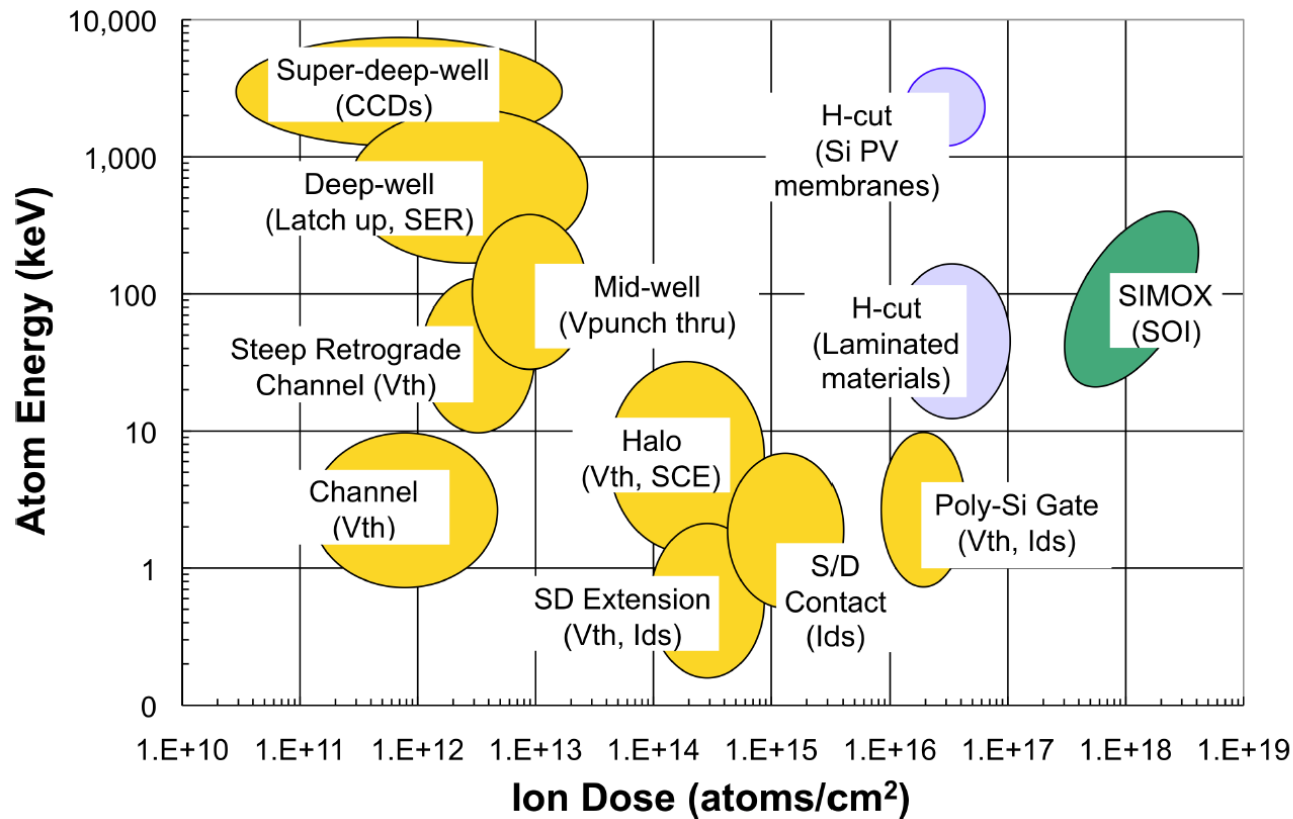 10,000
1,000
100
10
1
0
Atom Energy (keV)
Super-deep-well
(CCDs)
Deep-well
(Latch up, SER)
Mid-well
(Vpunch thru)
Steep Retrograde
Channel (Vth)
Channel
(Vth)
Halo
(Vth, SCE)
SD Extension
(Vth, Ids)
S/D
Contact
(Ids)
H-cut
(Si PV
membranes)
H-cut
(Laminated
materials)
SIMOX
(SOI)
Poly-Si Gate
(Vth, Ids)
1.E+10 1.E+11 1.E+12 1.E+13 1.E+14 1.E+15 1.E+16 1.E+17 1.E+18 1.E+19
Ion Dose (atoms/cm²)